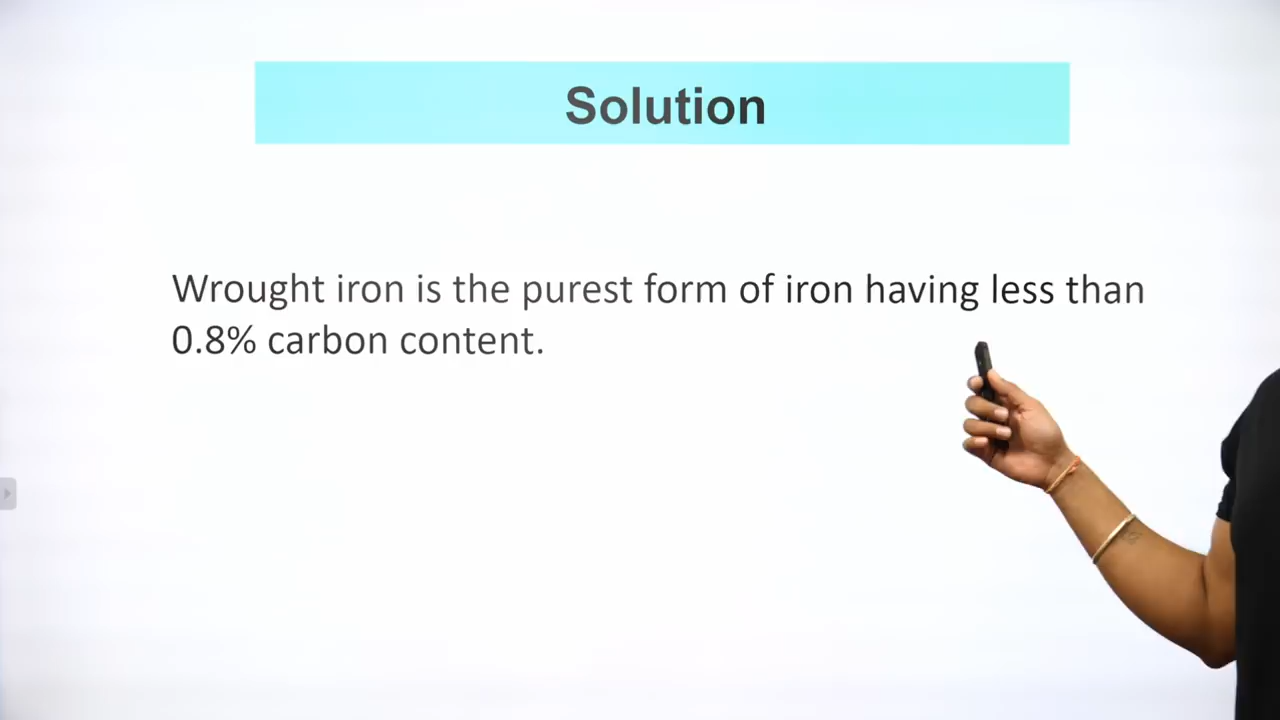 Solution
Wrought iron is the purest form of iron having less than
0.8% carbon content.